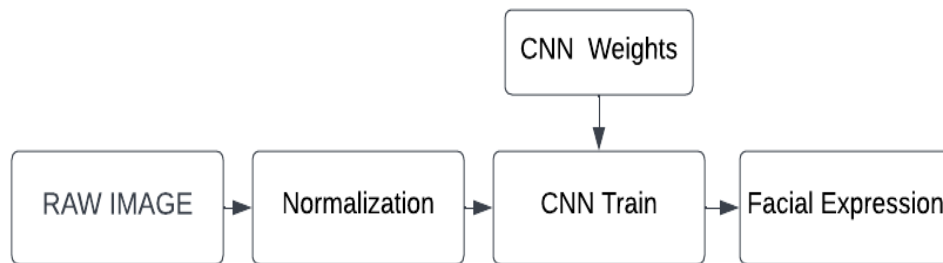 CNN Weights
RAW IMAGE
Normalization
CNN Train
Facial Expression